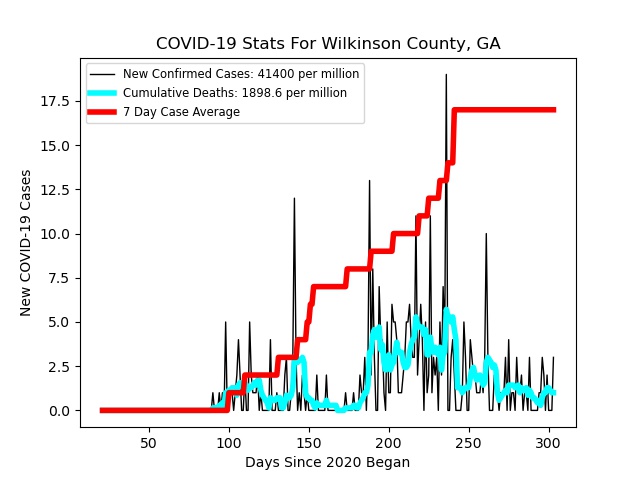 COVID-19 Stats For Wilkinson County, GA
New Confirmed Cases: 41400 per million
Cumulative Deaths: 1898.6 per million
7 Day Case Average
New COVID-19 Cases
17.5
15.0
12.5
10.0
7.5
5.0
2.5
0.0
50 100 150 200 250 300
Days Since 2020 Began